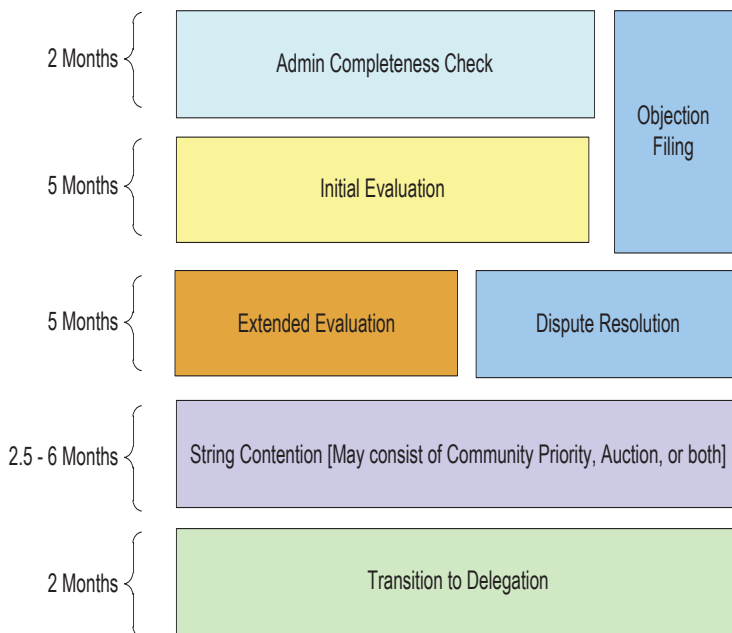 2 Months
Admin Completeness Check
Objection
Filing
5 Months
Initial Evaluation
5 Months
Extended Evaluation
Dispute Resolution
2.5 - 6 Months
String Contention [May consist of Community Priority, Auction, or both]
2 Months
Transition to Delegation